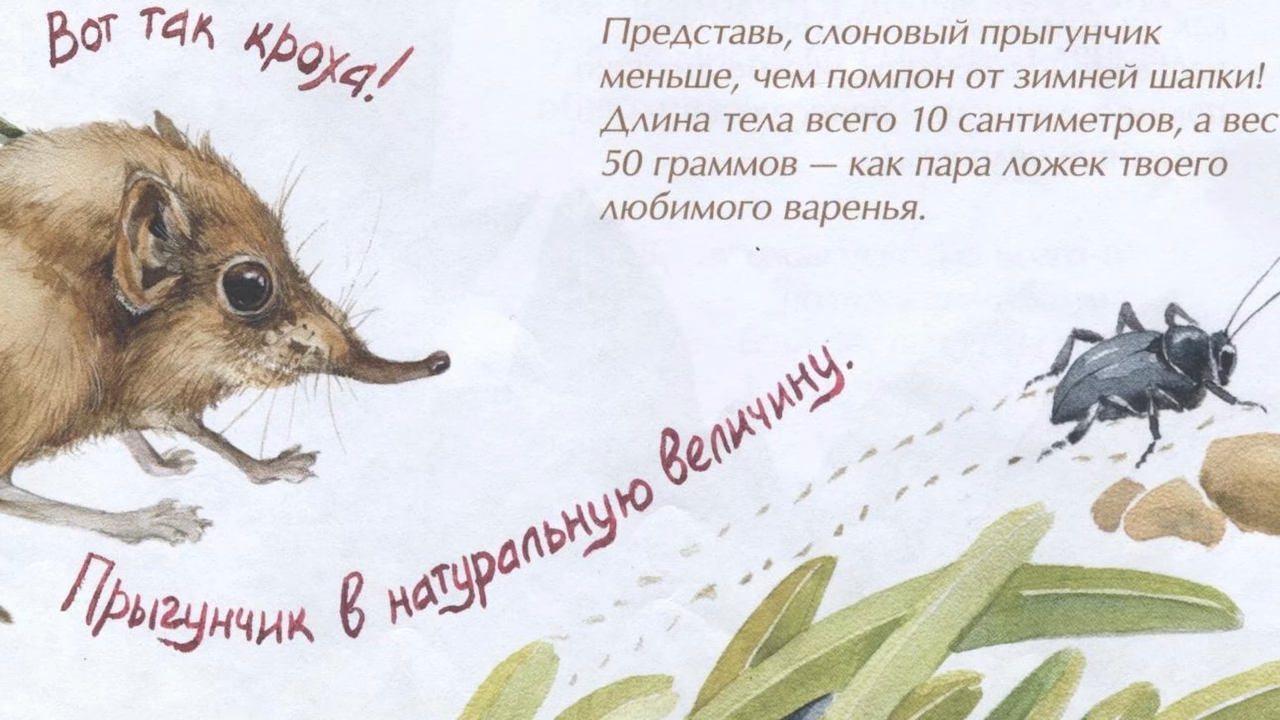 Вот так кроха!
Представь, слоновый прыгунчик
меньше, чем помпон от зимней шапки!
Длина тела всего 10 сантиметров, а вес
50 граммов — как пара ложек твоего
любимого варенья.
Прыгунчик в натуральную величину.